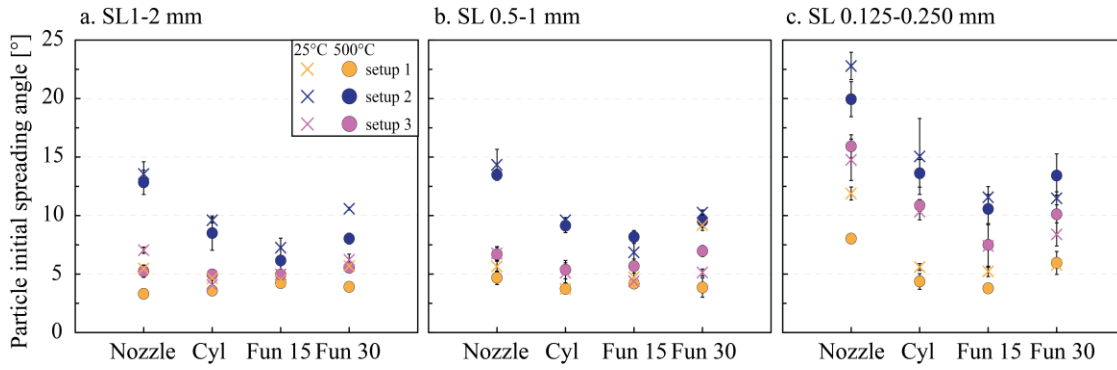 a. SL1-2 mm
b. SL 0.5-1 mm
c. SL 0.125-0.250 mm
Particle initial spreading angle [°]
25
20
15
10
5
0
25°C 500°C
setup 1
setup 2
setup 3
Nozzle Cyl Fun 15 Fun 30
Nozzle Cyl Fun 15 Fun 30
Nozzle Cyl Fun 15 Fun 30